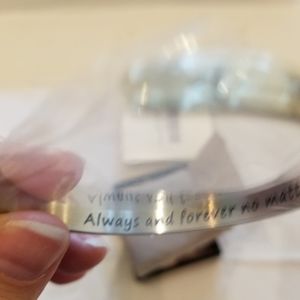 Always and forever no matt